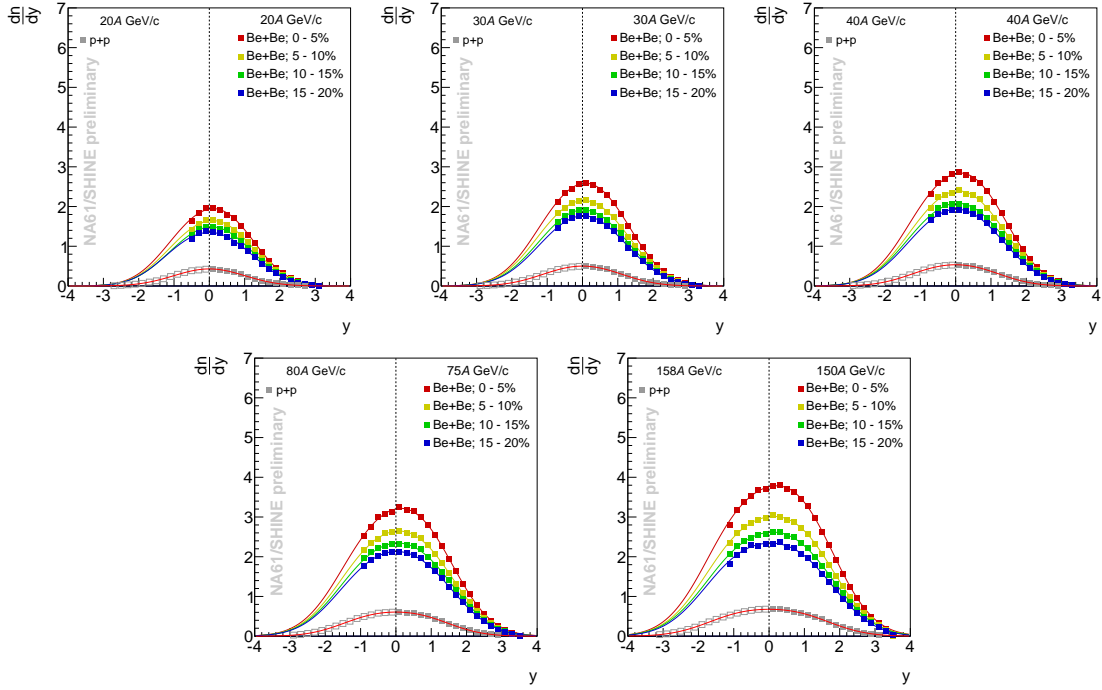 dn
dy
20A GeV/c 20A GeV/c
p+p
Be+Be; 0 - 5%
Be+Be; 5 - 10%
Be+Be; 10 - 15%
Be+Be; 15 - 20%
NA61/SHINE preliminary
7
6
5
4
3
2
1
0
-4 -3 -2 -1 0 1 2 3 4
y
dn
dy
30A GeV/c 30A GeV/c
p+p
Be+Be; 0 - 5%
Be+Be; 5 - 10%
Be+Be; 10 - 15%
Be+Be; 15 - 20%
NA61/SHINE preliminary
7
6
5
4
3
2
1
0
-4 -3 -2 -1 0 1 2 3 4
y
dn
dy
40A GeV/c 40A GeV/c
p+p
Be+Be; 0 - 5%
Be+Be; 5 - 10%
Be+Be; 10 - 15%
Be+Be; 15 - 20%
NA61/SHINE preliminary
7
6
5
4
3
2
1
0
-4 -3 -2 -1 0 1 2 3 4
y
dn
dy
80A GeV/c 75A GeV/c
p+p
Be+Be; 0 - 5%
Be+Be; 5 - 10%
Be+Be; 10 - 15%
Be+Be; 15 - 20%
NA61/SHINE preliminary
7
6
5
4
3
2
1
0
-4 -3 -2 -1 0 1 2 3 4
y
dn
dy
158A GeV/c 150A GeV/c
p+p
Be+Be; 0 - 5%
Be+Be; 5 - 10%
Be+Be; 10 - 15%
Be+Be; 15 - 20%
NA61/SHINE preliminary
7
6
5
4
3
2
1
0
-4 -3 -2 -1 0 1 2 3 4
y